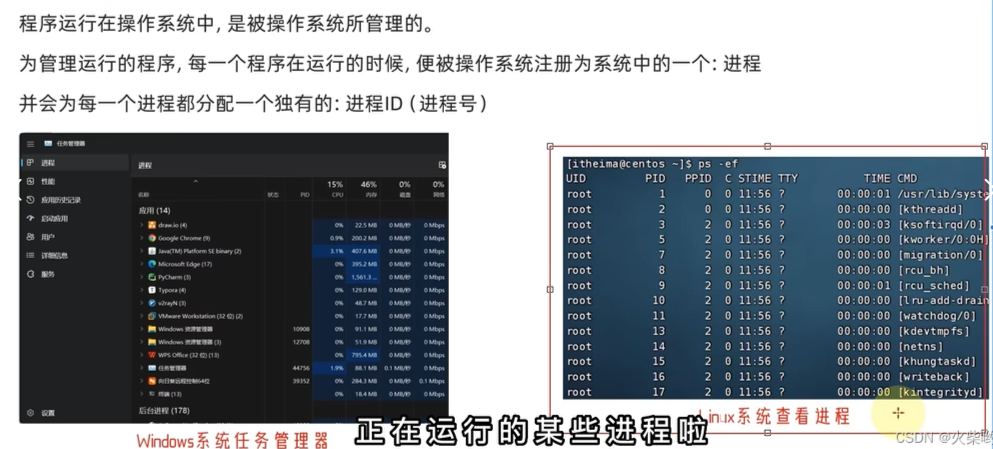 程序运行在操作系统中, 是被操作系统所管理的。
为管理运行的程序, 每一个程序在运行的时候, 便被操作系统注册为系统中的一个: 进程
并会为每一个进程都分配一个独有的: 进程ID ( 进程号 )
任务管理器
进程
性能
应用历史记录
启动应用
用户
详细信息
服务
设置
进程
15% 46% 0% 0%
名称 状态 PID CPU 内存 磁盘 网络
应用 (14)
draw.io (4) 0% 22.5 MB 0 MB/秒 0 Mbps
Google Chrome (9) 0.9% 200.2 MB 0 MB/秒 0 Mbps
Java(TM) Platform SE binary (2) 3.1% 407.6 MB 0 MB/秒 0 Mbps
Microsoft Edge (17) 0% 395.2 MB 0 MB/秒 0 Mbps
PyCharm (3) 0% 1,561.3 ... 0 MB/秒 0 Mbps
Typora (4) 0% 129.0 MB 0 MB/秒 0 Mbps
v2rayN (3) 0% 48.7 MB 0 MB/秒 0 Mbps
VMware Workstation (32 位) (2) 0% 17.7 MB 0 MB/秒 0 Mbps
Windows 资源管理器 10908 0% 91.1 MB 0 MB/秒 0 Mbps
Windows 资源管理器 (3) 12708 0% 51.9 MB 0 MB/秒 0 Mbps
WPS Office (32 位) (13) 0% 795.4 MB 0 MB/秒 0 Mbps
任务管理器 44756 1.9% 88.1 MB 0.1 MB/秒 0 Mbps
向日葵远程控制64位 39352 0% 284.3 MB 0 MB/秒 0.1 Mbps
终端 (13) 0% 18.4 MB 0 MB/秒 0 Mbps
后台进程 (178)
Windows系统任务管理器
[itheima@centos ~]$ ps -ef
UID PID PPID C STIME TTY TIME CMD
root 1 0 0 11:56 ? 00:00:01 /usr/lib/syste
root 2 0 0 11:56 ? 00:00:00 [kthreadd]
root 3 2 0 11:56 ? 00:00:03 [ksoftirqd/0]
root 5 2 0 11:56 ? 00:00:00 [kworker/0:0H]
root 7 2 0 11:56 ? 00:00:00 [migration/0]
root 8 2 0 11:56 ? 00:00:00 [rcu_bh]
root 9 2 0 11:56 ? 00:00:01 [rcu_sched]
root 10 2 0 11:56 ? 00:00:00 [lru-add-drain
root 11 2 0 11:56 ? 00:00:00 [watchdog/0]
root 13 2 0 11:56 ? 00:00:00 [kdevtmpfs]
root 14 2 0 11:56 ? 00:00:00 [netns]
root 15 2 0 11:56 ? 00:00:00 [khungtaskd]
root 16 2 0 11:56 ? 00:00:00 [writeback]
root 17 2 0 11:56 ? 00:00:00 [kintegrityd]
Linux系统查看进程
正在运行的某些进程啦
CSDN @火柴